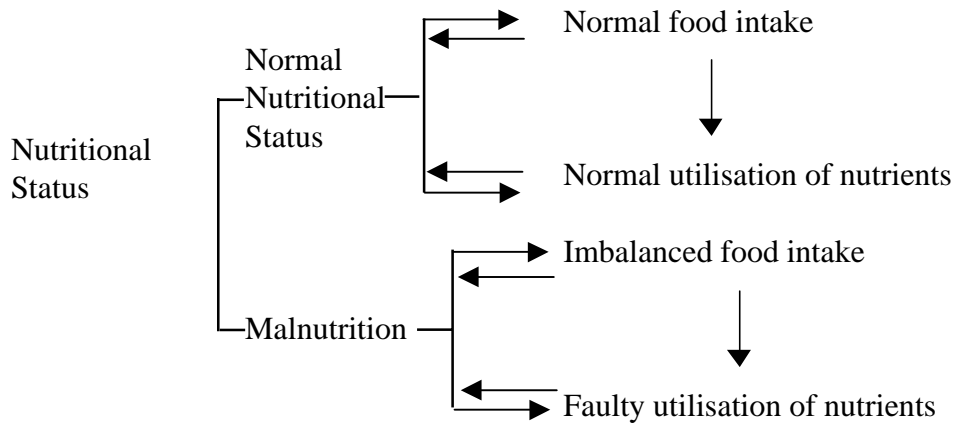 Nutritional
Status
Normal
Nutritional
Status
Normal food intake
Normal utilisation of nutrients
Malnutrition
Imbalanced food intake
Faulty utilisation of nutrients